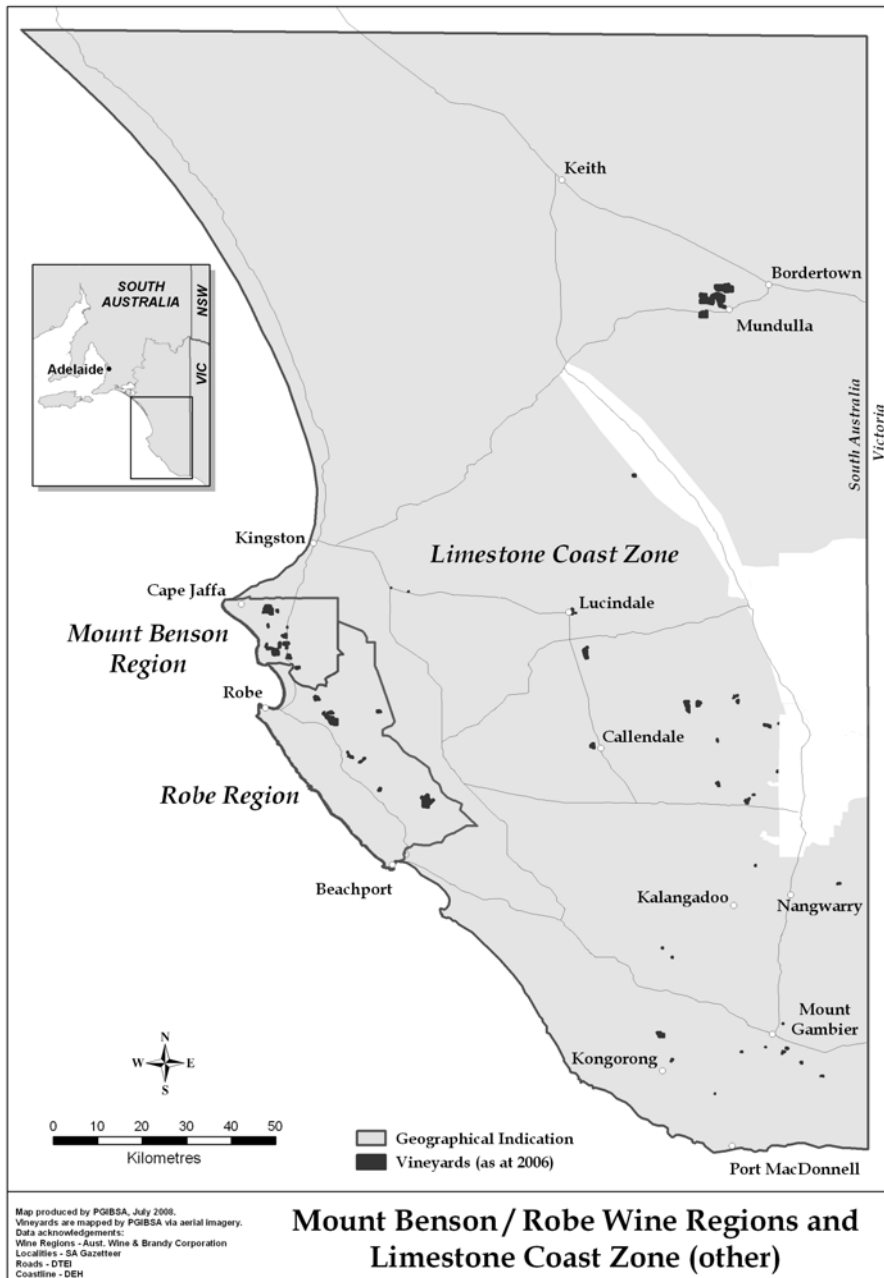 Keith
Bordertown
Mundulla
SOUTH
AUSTRALIA
NSW
VIC
Adelaide
South Australia
Victoria
Kingston
Limestone Coast Zone
Cape Jaffa
Lucindale
Mount Benson
Region
Robe
Callendale
Robe Region
Beachport
Kalangadoo
Nangwarry
Mount
Gambier
Kongorong
N
W E
S
0 10 20 30 40 50
Kilometres
Geographical Indication
Vineyards (as at 2006)
Port MacDonnell
Map produced by PGIBSA, July 2008.
Vineyards are mapped by PGIBSA via aerial imagery.
Data acknowledgements:
Wine Regions - Aust. Wine & Brandy Corporation
Localities - SA Gazetteer
Roads - DTEI
Coastline - DEH
Mount Benson / Robe Wine Regions and
Limestone Coast Zone (other)